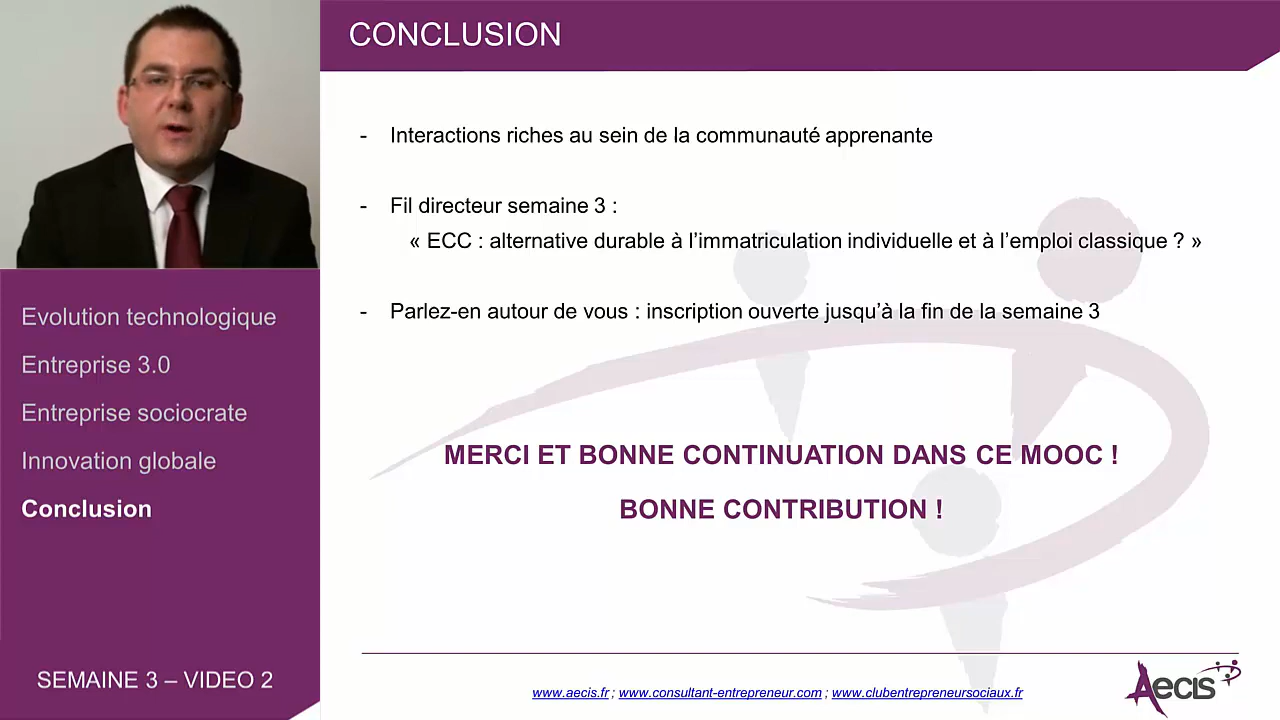 CONCLUSION
- Interactions riches au sein de la communauté apprenante
- Fil directeur semaine 3 :
« ECC : alternative durable à l’immatriculation individuelle et à l’emploi classique ? »
- Parlez-en autour de vous : inscription ouverte jusqu’à la fin de la semaine 3
MERCI ET BONNE CONTINUATION DANS CE MOOC !
BONNE CONTRIBUTION !
Evolution technologique
Entreprise 3.0
Entreprise sociocrate
Innovation globale
Conclusion
SEMAINE 3 – VIDEO 2
www.aecis.fr ; www.consultant-entrepreneur.com ; www.clubentrepreneursociaux.fr
Aecis